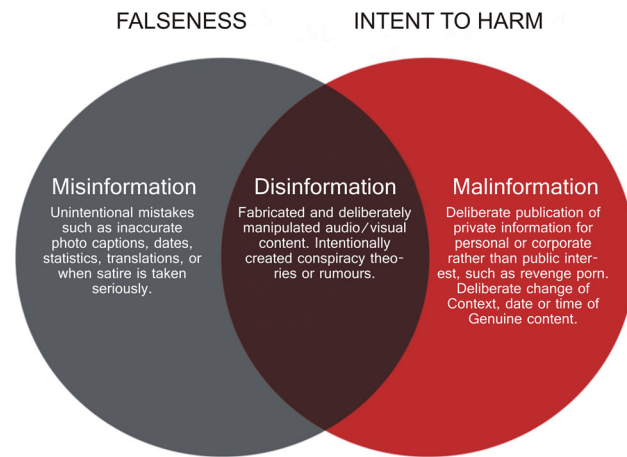 FALSENESS
INTENT TO HARM
Misinformation
Unintentional mistakes
such as inaccurate
photo captions, dates,
statistics, translations, or
when satire is taken
seriously.
Disinformation
Fabricated and deliberately
manipulated audio/visual
content. Intentionally
created conspiracy theo-
ries or rumours.
Malinformation
Deliberate publication of
private information for
personal or corporate
rather than public inter-
est, such as revenge porn.
Deliberate change of
Context, date or time of
Genuine content.